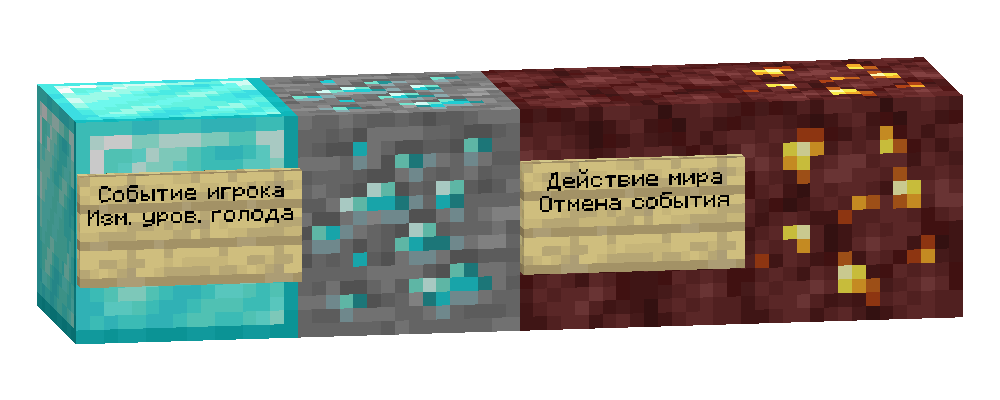 Событие игрока
Изм. уров. голода
Действие мира
Отмена события